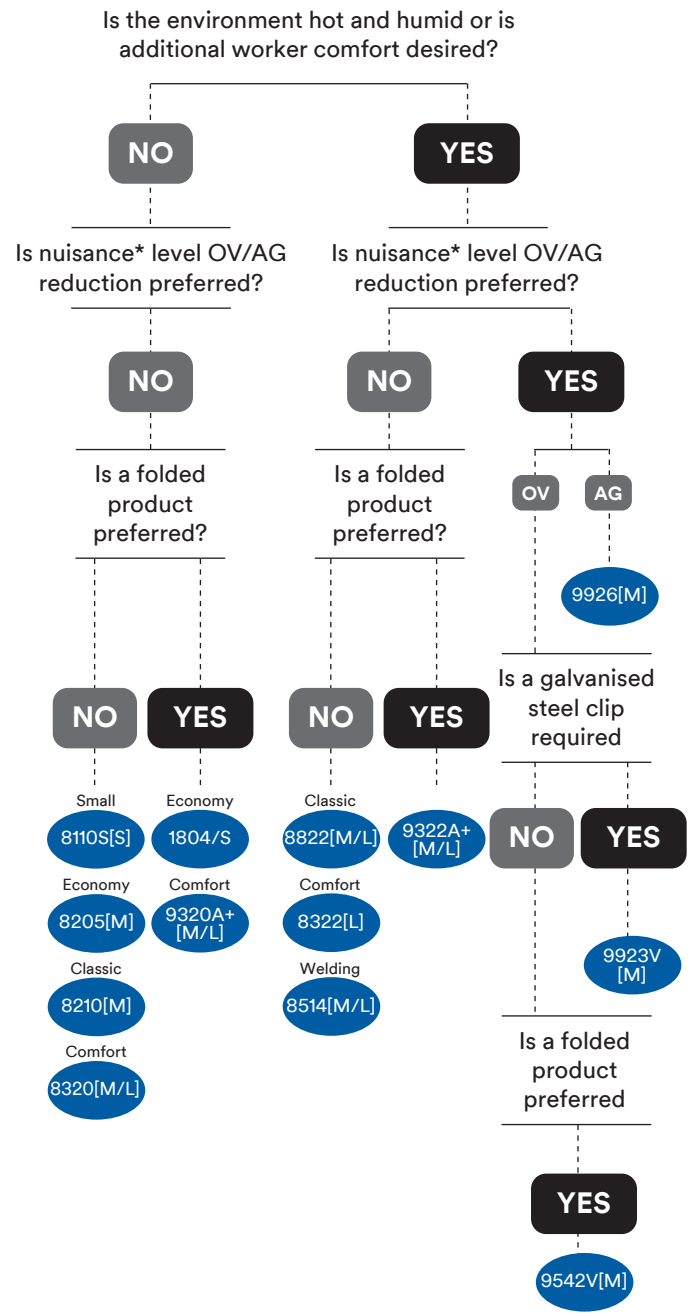 Is the environment hot and humid or is
additional worker comfort desired?
NO
YES
Is nuisance* level OV/AG
reduction preferred?
Is nuisance* level OV/AG
reduction preferred?
NO
NO
YES
Is a folded
product
preferred?
Is a folded
product
preferred?
OV
AG
9926[M]
Is a galvanised
steel clip
required
NO
YES
NO
YES
Small
8110S[S]
Economy
8205[M]
Classic
8210[M]
Comfort
8320[M/L]
Economy
1804/S
Comfort
9320A+
[M/L]
Classic
8822[M/L]
Comfort
8322[L]
Welding
8514[M/L]
9322A+
[M/L]
NO
YES
9923V
[M]
Is a folded
product
preferred
YES
9542V[M]